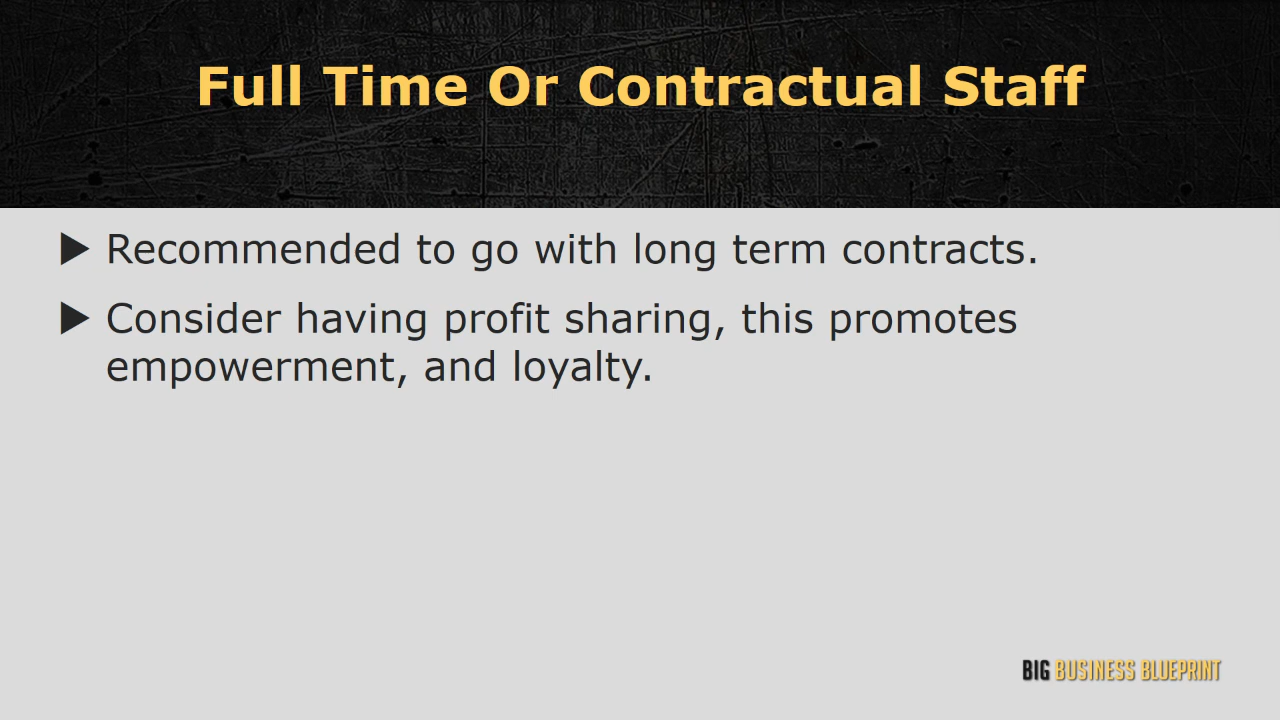 Full Time Or Contractual Staff
▶ Recommended to go with long term contracts.
▶ Consider having profit sharing, this promotes
empowerment, and loyalty.
BIG BUSINESS BLUEPRINT